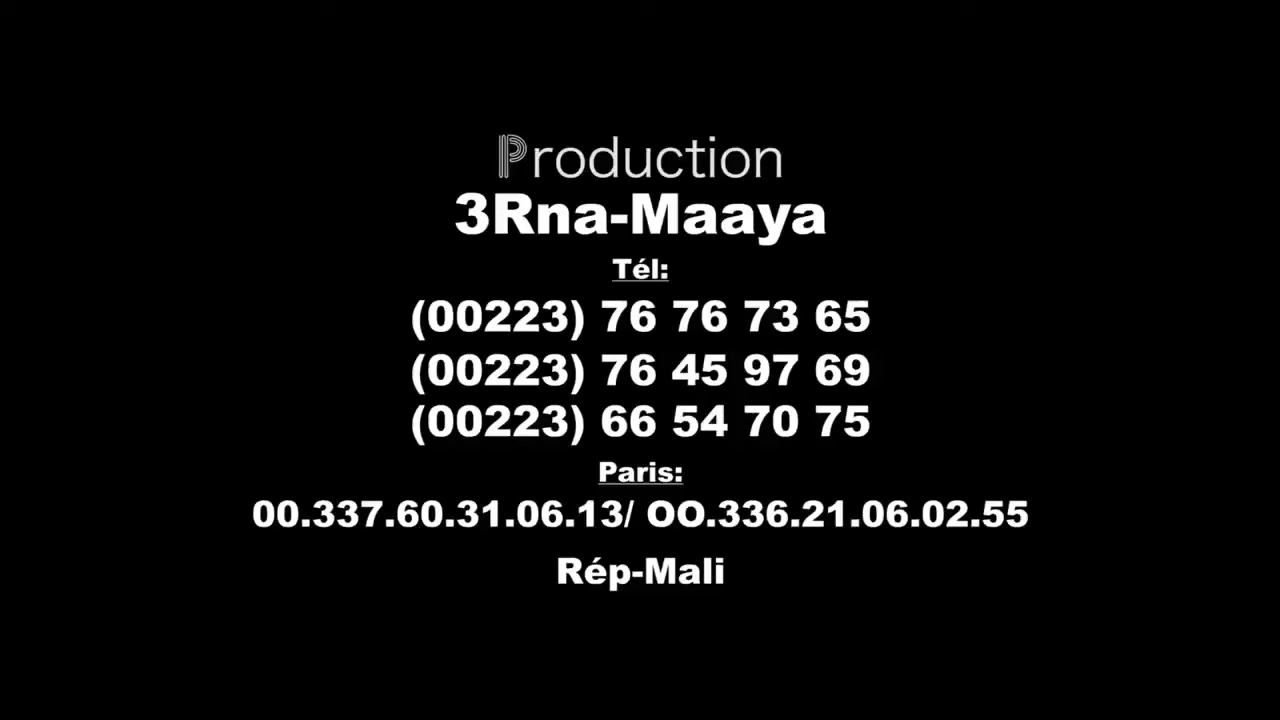 Production
3Rna-Maaya
Tél:
(00223) 76 76 73 65
(00223) 76 45 97 69
(00223) 66 54 70 75
Paris:
00.337.60.31.06.13/ OO.336.21.06.02.55
Rép-Mali